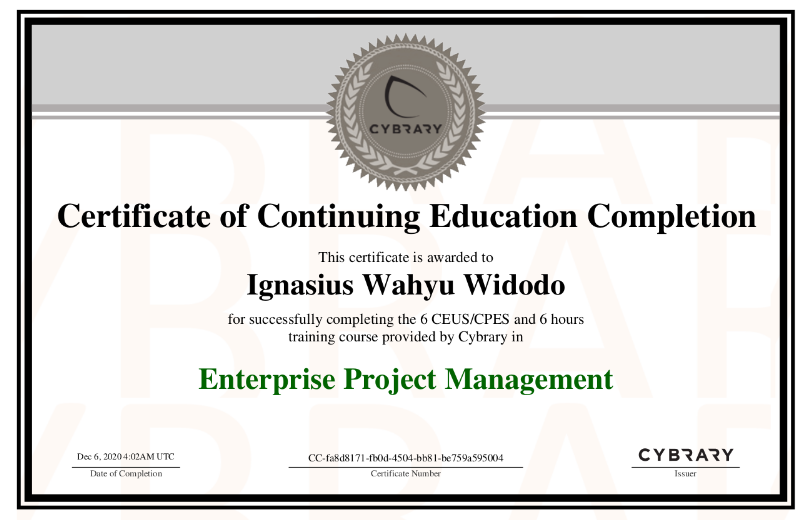 CYBRARY
Certificate of Continuing Education Completion
This certificate is awarded to
Ignasius Wahyu Widodo
for successfully completing the 6 CEUS/CPES and 6 hours
training course provided by Cybrary in
Enterprise Project Management
Dec 6, 2020 4:02AM UTC
Date of Completion
CC-fa8d8171-fb0d-4504-bb81-be759a595004
Certificate Number
CYBRARY
Issuer